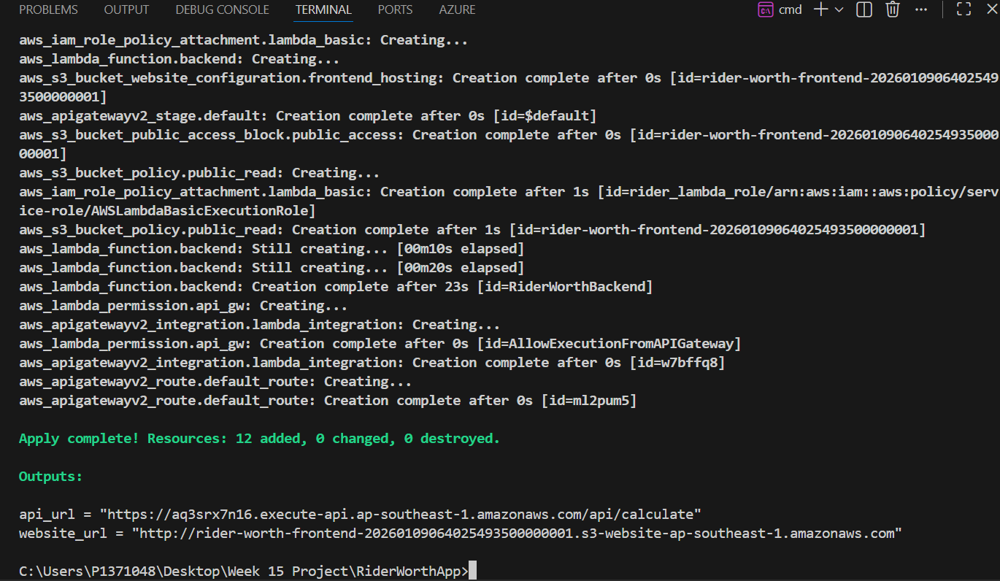 PROBLEMS OUTPUT DEBUG CONSOLE TERMINAL PORTS AZURE cmd
aws_iam_role_policy_attachment.lambda_basic: Creating...
aws_lambda_function.backend: Creating...
aws_s3_bucket_website_configuration.frontend_hosting: Creation complete after 0s [id=rider-worth-frontend-2026010906402549
3500000001]
aws_apigatewayv2_stage.default: Creation complete after 0s [id=$default]
aws_s3_bucket_public_access_block.public_access: Creation complete after 0s [id=rider-worth-frontend-202601090640254935000
00001]
aws_s3_bucket_policy.public_read: Creating...
aws_iam_role_policy_attachment.lambda_basic: Creation complete after 1s [id=rider_lambda_role/arn:aws:iam::aws:policy/serv
ice-role/AWSLambdaBasicExecutionRole]
aws_s3_bucket_policy.public_read: Creation complete after 1s [id=rider-worth-frontend-20260109064025493500000001]
aws_lambda_function.backend: Still creating... [00m10s elapsed]
aws_lambda_function.backend: Still creating... [00m20s elapsed]
aws_lambda_function.backend: Creation complete after 23s [id=RiderWorthBackend]
aws_lambda_permission.api_gw: Creating...
aws_apigatewayv2_integration.lambda_integration: Creating...
aws_lambda_permission.api_gw: Creation complete after 0s [id=AllowExecutionFromAPIGateway]
aws_apigatewayv2_integration.lambda_integration: Creation complete after 0s [id=w7bffq8]
aws_apigatewayv2_route.default_route: Creating...
aws_apigatewayv2_route.default_route: Creation complete after 0s [id=ml2pum5]
Apply complete! Resources: 12 added, 0 changed, 0 destroyed.
Outputs:
api_url = "https://aq3srx7n16.execute-api.ap-southeast-1.amazonaws.com/api/calculate"
website_url = "http://rider-worth-frontend-20260109064025493500000001.s3-website-ap-southeast-1.amazonaws.com"
C:\Users\P1371048\Desktop\Week 15 Project\RiderWorthApp>